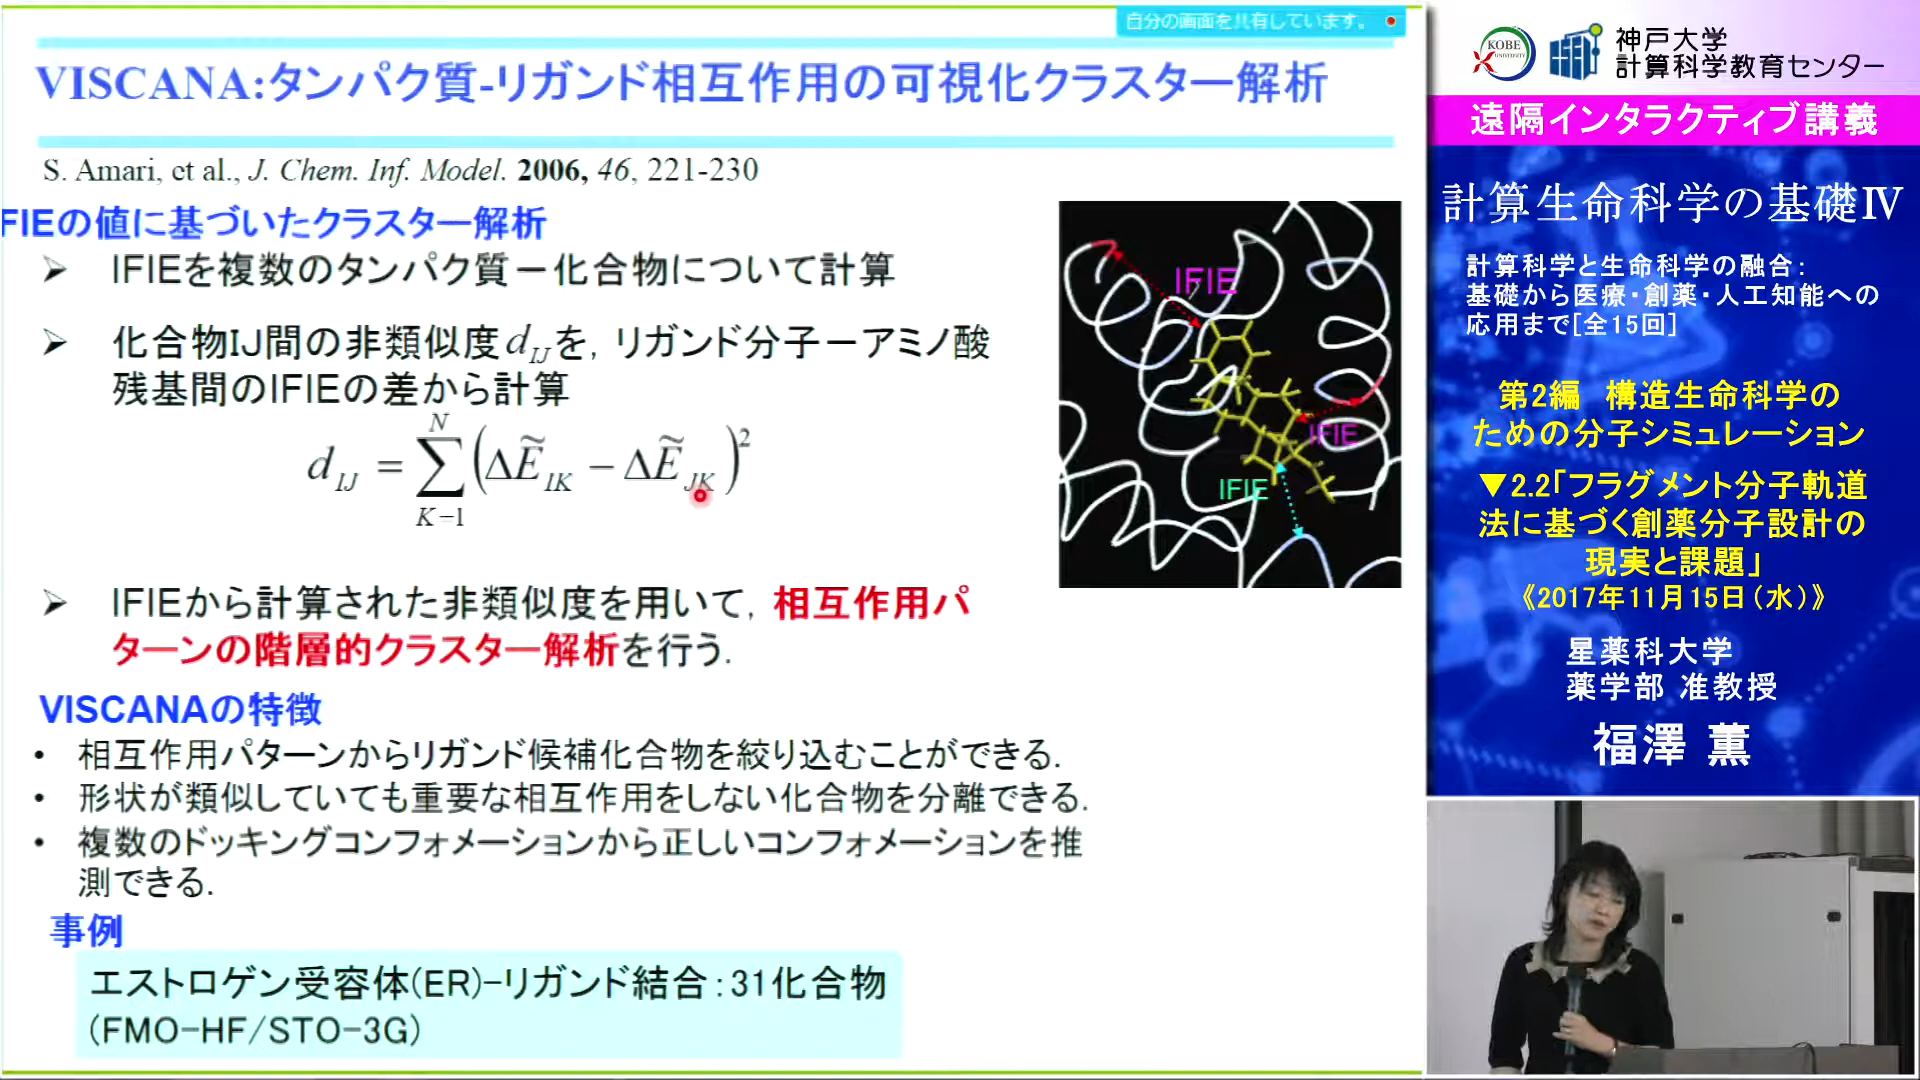 自分の画面を共有しています。
VISCANA:タンパク質-リガンド相互作用の可視化クラスター解析
S. Amari, et al., J. Chem. Inf. Model. 2006, 46, 221-230
FIEの値に基づいたクラスター解析
➢ IFIEを複数のタンパク質－化合物について計算
➢ 化合物IJ間の非類似度d_{IJ}を，リガンド分子－アミノ酸
残基間のIFIEの差から計算
d_{IJ} = \sum_{K=1}^{N} (Δ\tilde{E}_{IK} − Δ\tilde{E}_{JK})^2
➢ IFIEから計算された非類似度を用いて，相互作用パ
ターンの階層的クラスター解析を行う．
VISCANAの特徴
• 相互作用パターンからリガンド候補化合物を絞り込むことができる．
• 形状が類似していても重要な相互作用をしない化合物を分離できる．
• 複数のドッキングコンフォメーションから正しいコンフォメーションを推
測できる．
事例
エストロゲン受容体(ER)-リガンド結合：31化合物
(FMO-HF/STO-3G)
IFIE
IFIE
IFIE
KOBE
UNIVERSITY
神戸大学
計算科学教育センター
遠隔インタラクティブ講義
計算生命科学の基礎Ⅳ
計算科学と生命科学の融合：
基礎から医療・創薬・人工知能への
応用まで[全15回]
第2編　構造生命科学の
ための分子シミュレーション
▼2.2「フラグメント分子軌道
法に基づく創薬分子設計の
現実と課題」
《2017年11月15日（水）》
星薬科大学
薬学部 准教授
福澤 薫